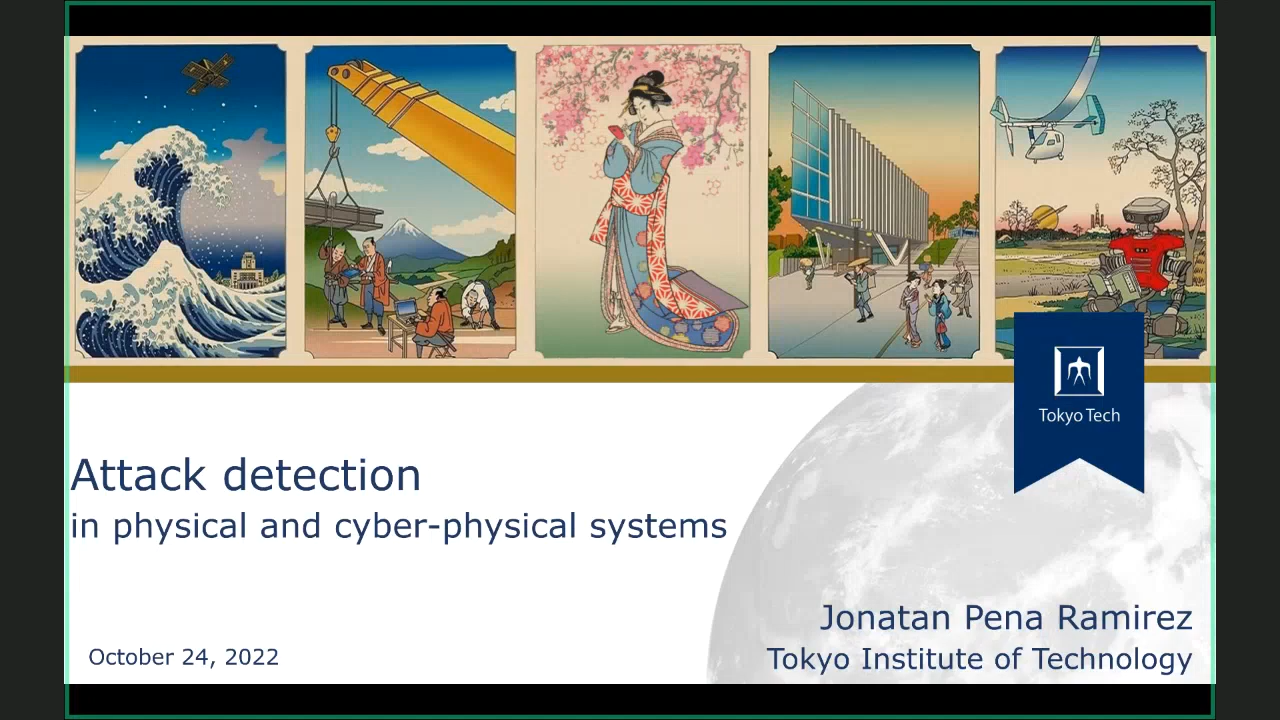 Tokyo Tech
Attack detection
in physical and cyber-physical systems
Jonatan Pena Ramirez
October 24, 2022
Tokyo Institute of Technology